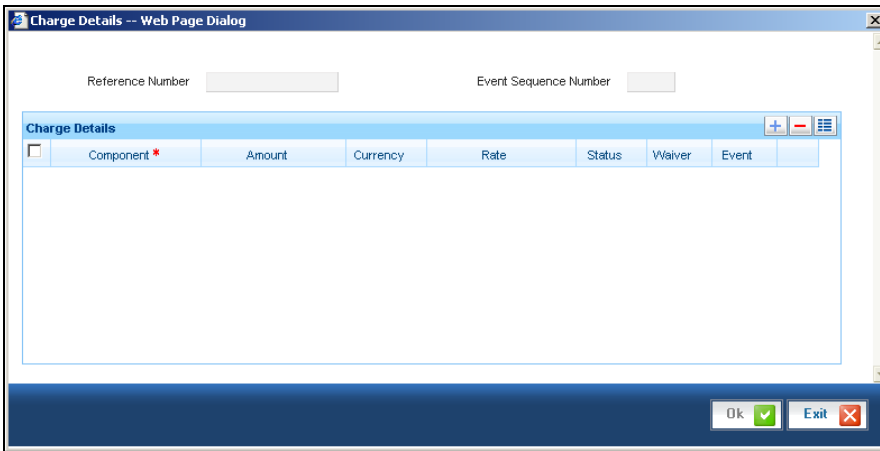 Charge Details -- Web Page Dialog
Reference Number Event Sequence Number
Charge Details
Component * Amount Currency Rate Status Waiver Event
Ok Exit